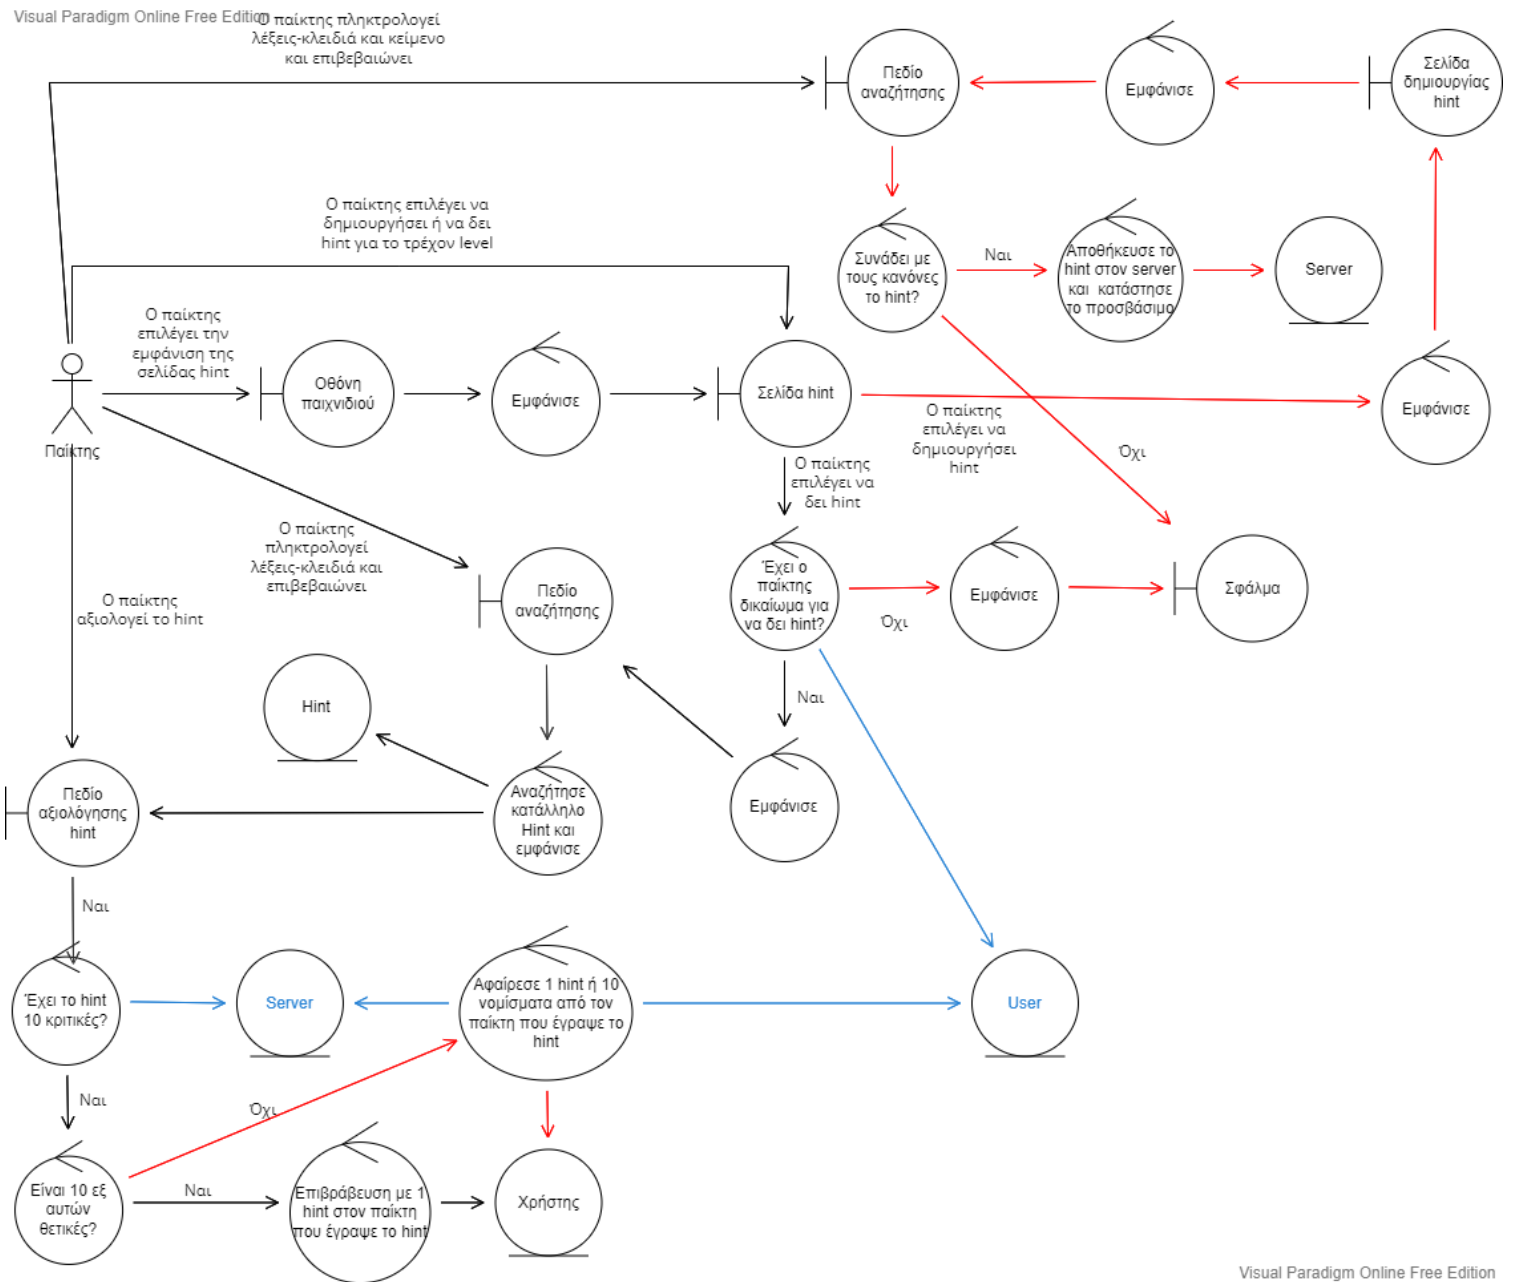 Visual Paradigm Online Free Edition
Ο παίκτης πληκτρολογεί
λέξεις-κλειδιά και κείμενο
και επιβεβαιώνει
Πεδίο
αναζήτησης
Εμφάνισε
Σελίδα
δημιουργίας
hint
Ο παίκτης επιλέγει να
δημιουργήσει ή να δει
hint για το τρέχον level
Συνάδει με
τους κανόνες
το hint?
Ναι
Αποθήκευσε το
hint στον server
και κατάστησε
το προσβάσιμο
Server
Ο παίκτης
επιλέγει την
εμφάνιση της
σελίδας hint
Παίκτης
Οθόνη
παιχνιδιού
Εμφάνισε
Σελίδα hint
Ο παίκτης
επιλέγει να
δημιουργήσει
hint
Εμφάνισε
Όχι
Ο παίκτης
επιλέγει να
δει hint
Ο παίκτης
πληκτρολογεί
λέξεις-κλειδιά και
επιβεβαιώνει
Πεδίο
αναζήτησης
Έχει ο
παίκτης
δικαίωμα για
να δει hint?
Όχι
Εμφάνισε
Σφάλμα
Ο παίκτης
αξιολογεί το hint
Hint
Ναι
Πεδίο
αξιολόγησης
hint
Αναζήτησε
κατάλληλο
Hint και
εμφάνισε
Εμφάνισε
Ναι
Έχει το hint
10 κριτικές?
Server
Αφαίρεσε 1 hint ή 10
νομίσματα από τον
παίκτη που έγραψε το
hint
User
Ναι
Όχι
Είναι 10 εξ
αυτών
θετικές?
Ναι
Επιβράβευση με 1
hint στον παίκτη
που έγραψε το hint
Χρήστης
Visual Paradigm Online Free Edition